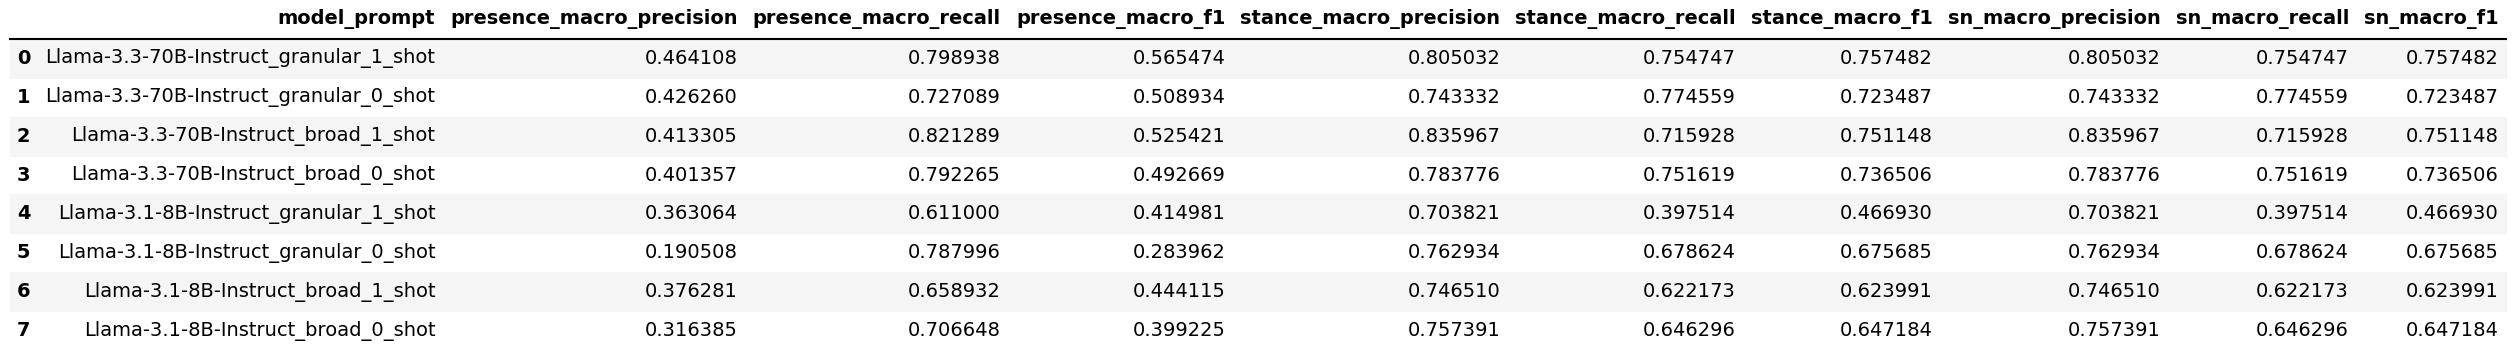 model_prompt presence_macro_precision presence_macro_recall presence_macro_f1 stance_macro_precision stance_macro_recall stance_macro_f1 sn_macro_precision sn_macro_recall sn_macro_f1
0 Llama-3.3-70B-Instruct_granular_1_shot 0.464108 0.798938 0.565474 0.805032 0.754747 0.757482 0.805032 0.754747 0.757482
1 Llama-3.3-70B-Instruct_granular_0_shot 0.426260 0.727089 0.508934 0.743332 0.774559 0.723487 0.743332 0.774559 0.723487
2 Llama-3.3-70B-Instruct_broad_1_shot 0.413305 0.821289 0.525421 0.835967 0.715928 0.751148 0.835967 0.715928 0.751148
3 Llama-3.3-70B-Instruct_broad_0_shot 0.401357 0.792265 0.492669 0.783776 0.751619 0.736506 0.783776 0.751619 0.736506
4 Llama-3.1-8B-Instruct_granular_1_shot 0.363064 0.611000 0.414981 0.703821 0.397514 0.466930 0.703821 0.397514 0.466930
5 Llama-3.1-8B-Instruct_granular_0_shot 0.190508 0.787996 0.283962 0.762934 0.678624 0.675685 0.762934 0.678624 0.675685
6 Llama-3.1-8B-Instruct_broad_1_shot 0.376281 0.658932 0.444115 0.746510 0.622173 0.623991 0.746510 0.622173 0.623991
7 Llama-3.1-8B-Instruct_broad_0_shot 0.316385 0.706648 0.399225 0.757391 0.646296 0.647184 0.757391 0.646296 0.647184